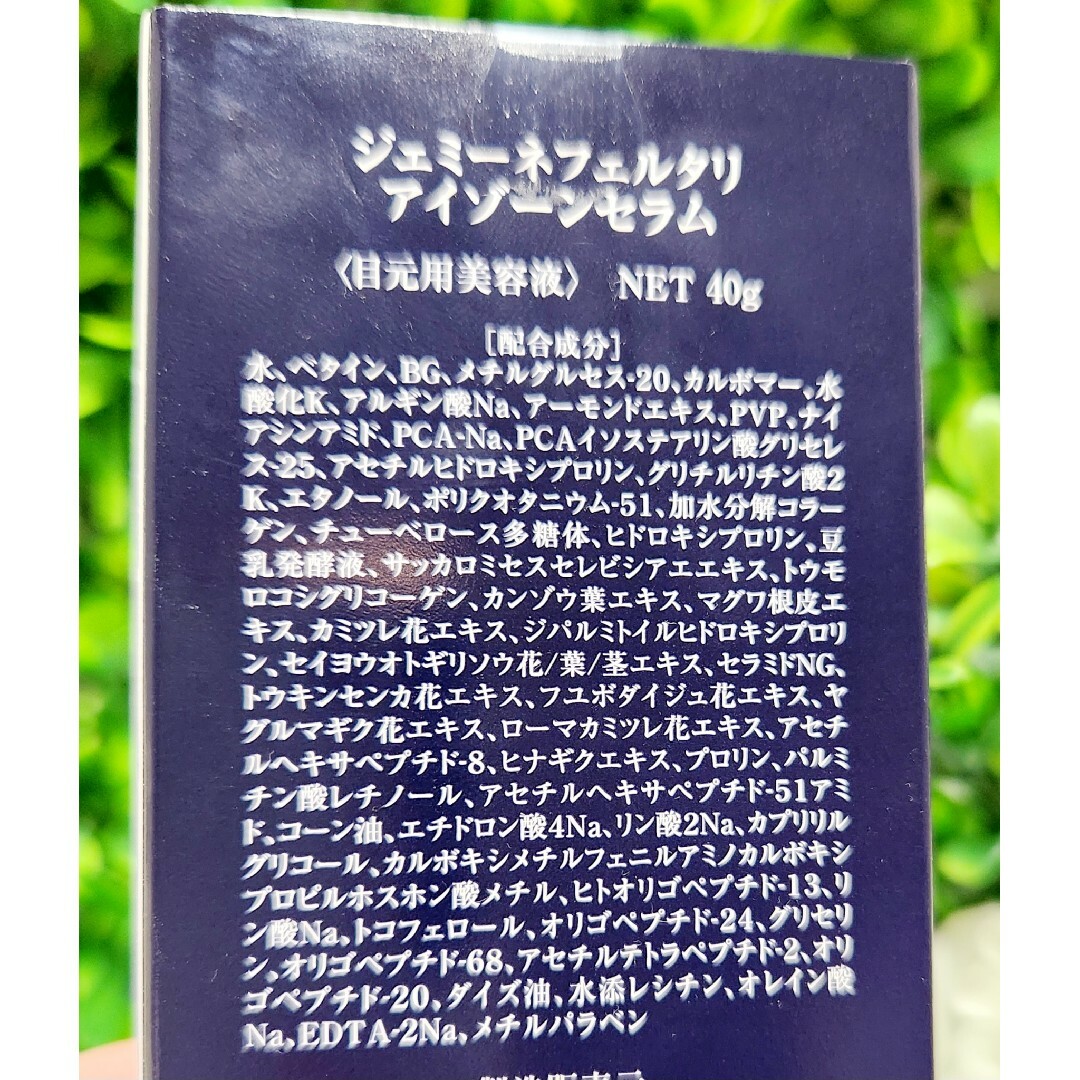 ジェミーネフェルタリ
アイゾーンセラム
〈目元用美容液〉 NET 40g
[配合成分]
水、ベタイン、BG、メチルグルセス-20、カルボマー、水
酸化K、アルギン酸Na、アーモンドエキス、PVP、ナイ
アシンアミド、PCA-Na、PCAイソステアリン酸グリセレ
ス-25、アセチルヒドロキシプロリン、グリチルリチン酸2
K、エタノール、ポリクオタニウム-51、加水分解コラー
ゲン、チューベロース多糖体、ヒドロキシプロリン、豆
乳発酵液、サッカロミセスセレビシアエエキス、トウモ
ロコシグリコーゲン、カンゾウ葉エキス、マグワ根皮エ
キス、カミツレ花エキス、ジパルミトイルヒドロキシプロリ
ン、セイヨウオトギリソウ花/葉/茎エキス、セラミドNG、
トウキンセンカ花エキス、フユボダイジュ花エキス、ヤ
グルマギク花エキス、ローマカミツレ花エキス、アセチ
ルヘキサペプチド-8、ヒナギクエキス、プロリン、パルミ
チン酸レチノール、アセチルヘキサペプチド-51アミ
ド、コーン油、エチドロン酸4Na、リン酸2Na、カプリリル
グリコール、カルボキシメチルフェニルアミノカルボキシ
プロピルホスホン酸メチル、ヒトオリゴペプチド-13、リ
ン酸Na、トコフェロール、オリゴペプチド-24、グリセリ
ン、オリゴペプチド-68、アセチルテトラペプチド-2、オリ
ゴペプチド-20、ダイズ油、水添レシチン、オレイン酸
Na、EDTA-2Na、メチルパラベン